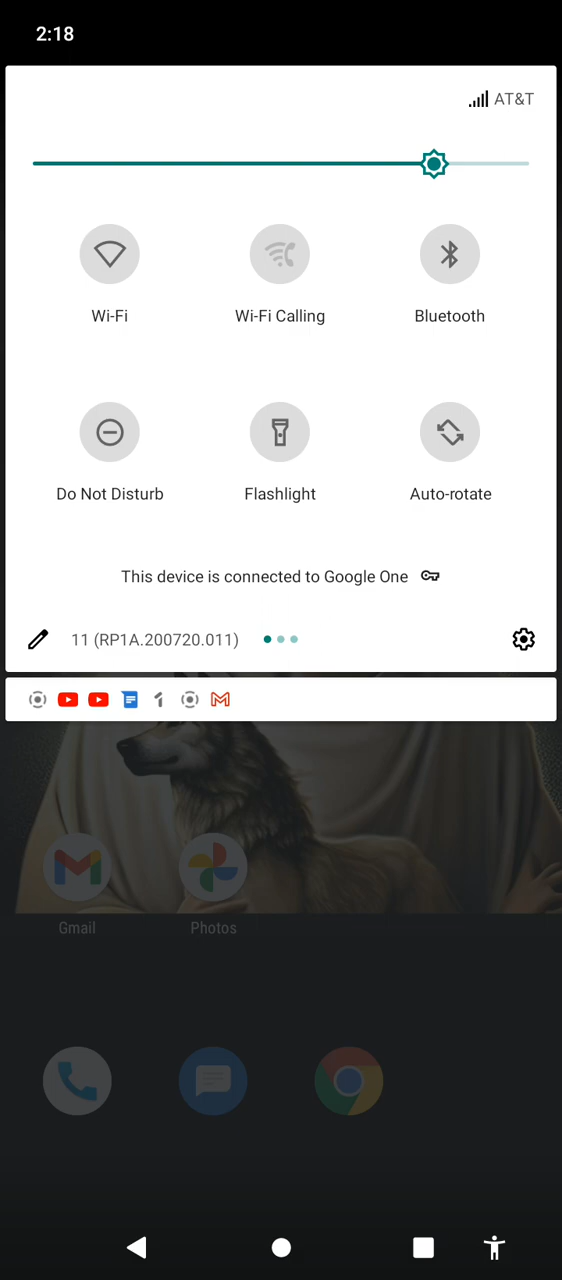 2:18
AT&T
Wi-Fi
Wi-Fi Calling
Bluetooth
Do Not Disturb
Flashlight
Auto-rotate
This device is connected to Google One
11 (RP1A.200720.011)
Gmail
Photos